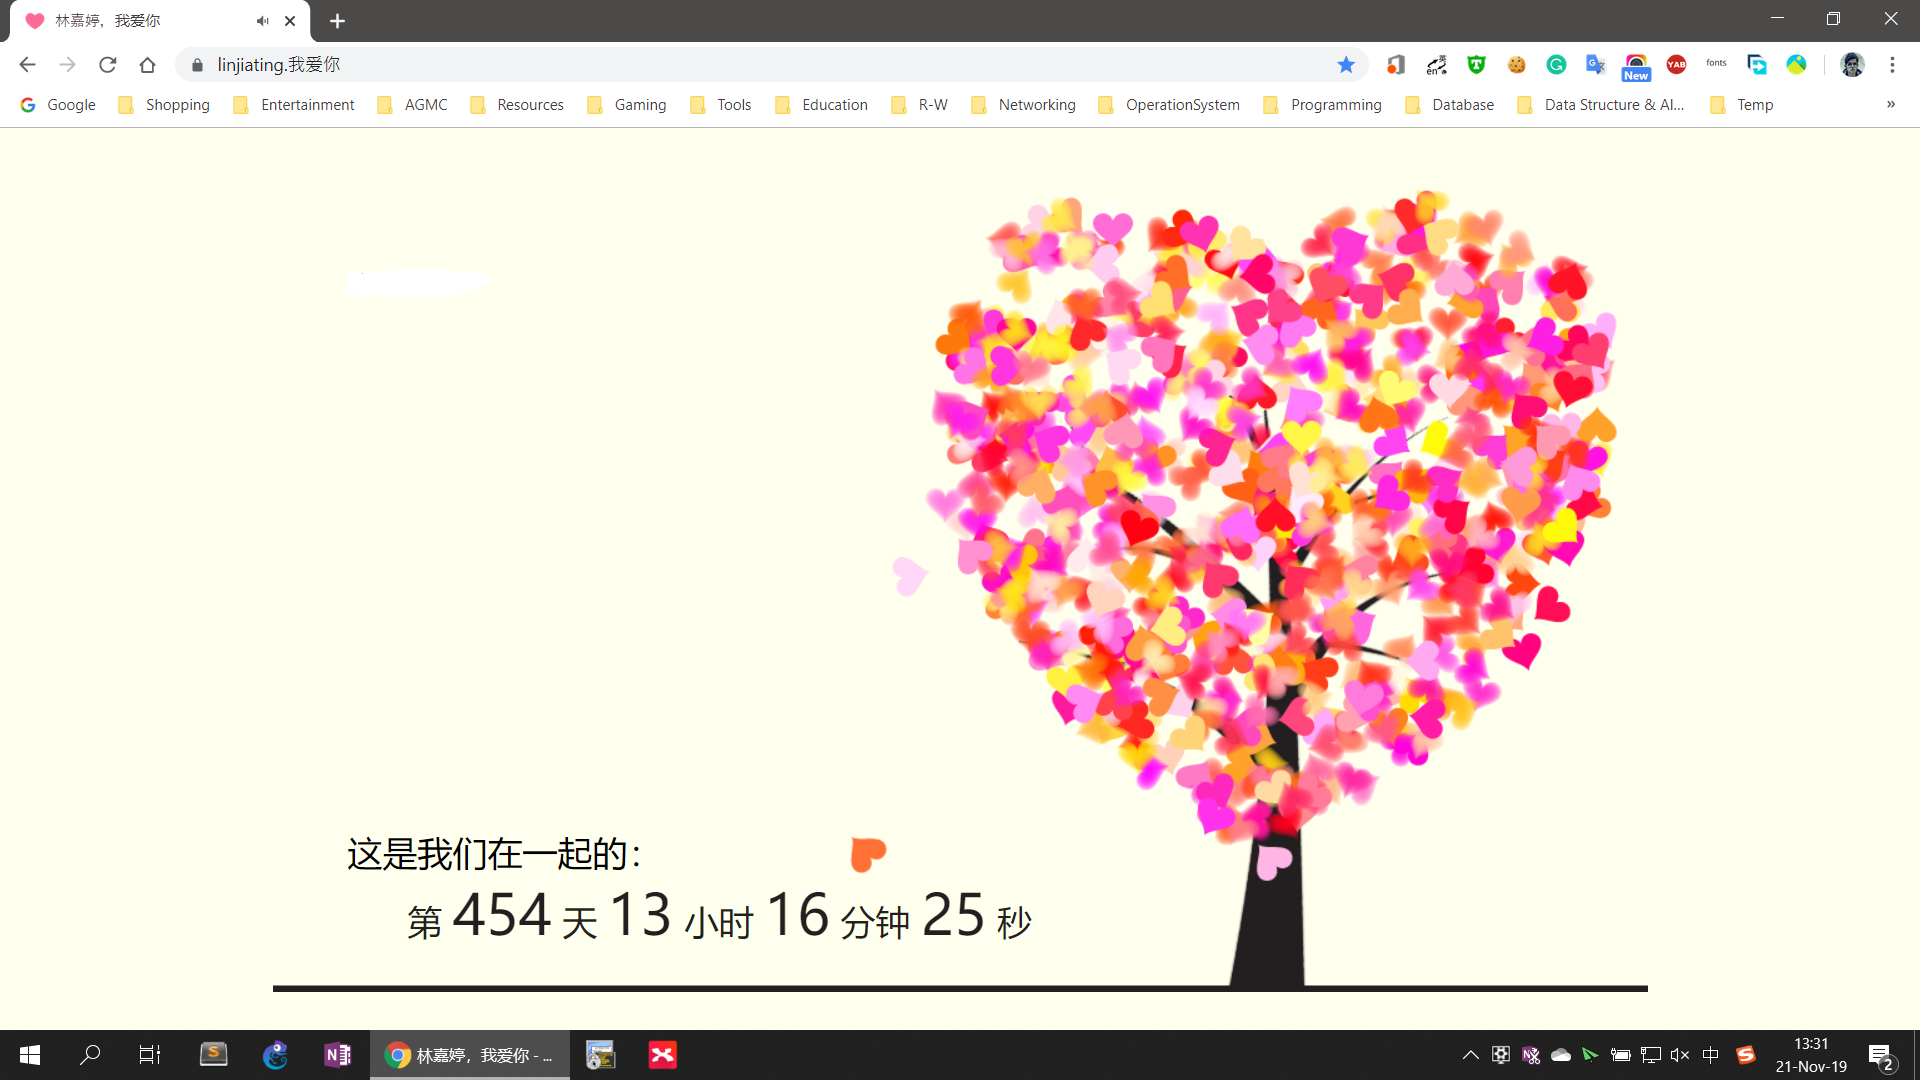 林嘉婷，我爱你
linjiating.我爱你
en 英
T
G
New
YAB
fonts
Google
Shopping
Entertainment
AGMC
Resources
Gaming
Tools
Education
R-W
Networking
OperationSystem
Programming
Database
Data Structure & Al...
Temp
»
这是我们在一起的：
第 454 天 13 小时 16 分钟 25 秒
S
N
林嘉婷，我爱你 - ...
中
S
13:31
21-Nov-19
2